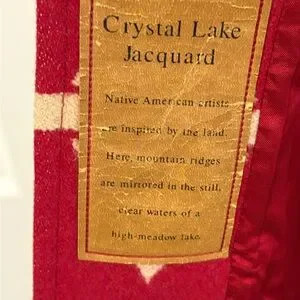 Crystal Lake
Jacquard
Native American artists
are inspired by the land.
Here, mountain ridges
are mirrored in the still,
clear waters of a
high-meadow lake.